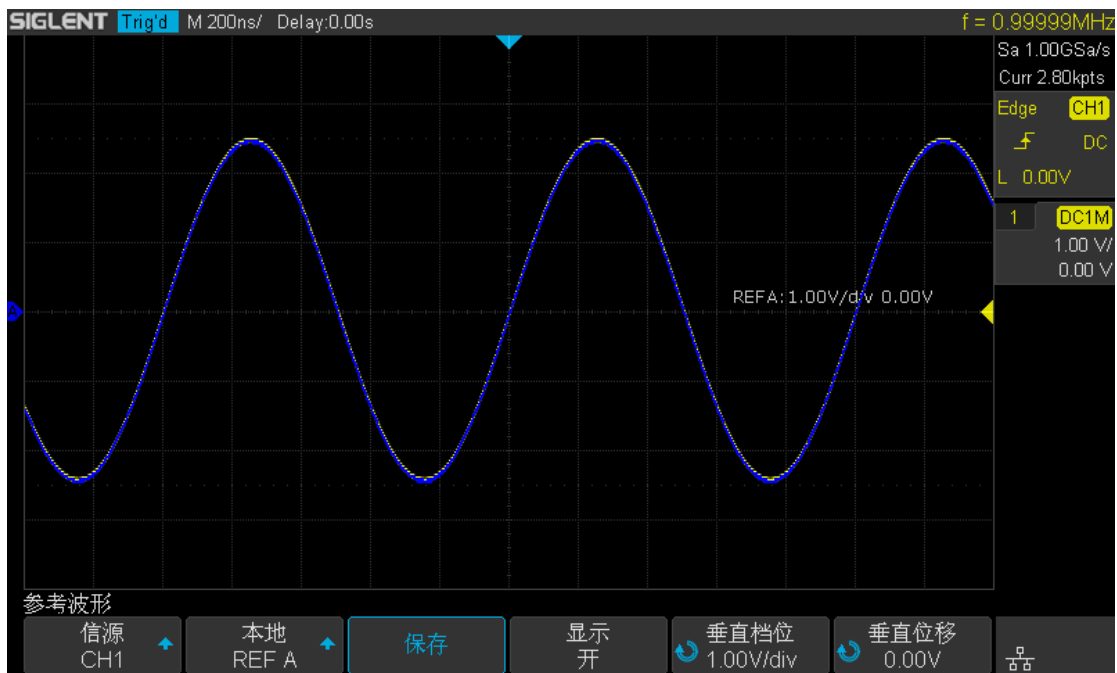 SIGLENT Trig'd M 200ns/ Delay:0.00s f = 0.99999MHz
Sa 1.00GSa/s
Curr 2.80kpts
Edge CH1
DC
L 0.00V
1 DC1M
1.00 V/
0.00 V
REFA:1.00V/div 0.00V
A
参考波形
信源
CH1
本地
REF A
保存
显示
开
垂直档位
1.00V/div
垂直位移
0.00V